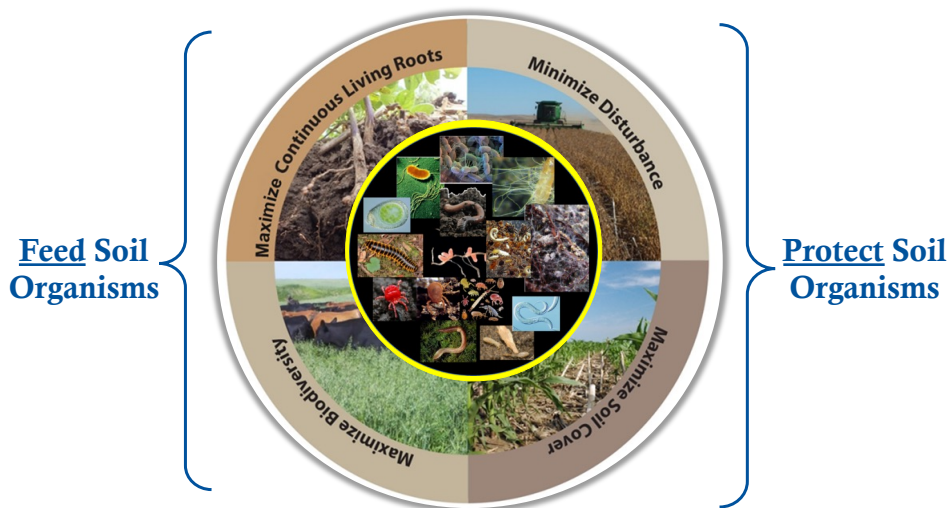 Feed Soil
Organisms
Maximize Continuous Living Roots
Minimize Disturbance
Maximize Biodiversity
Maximize Soil Cover
Protect Soil
Organisms